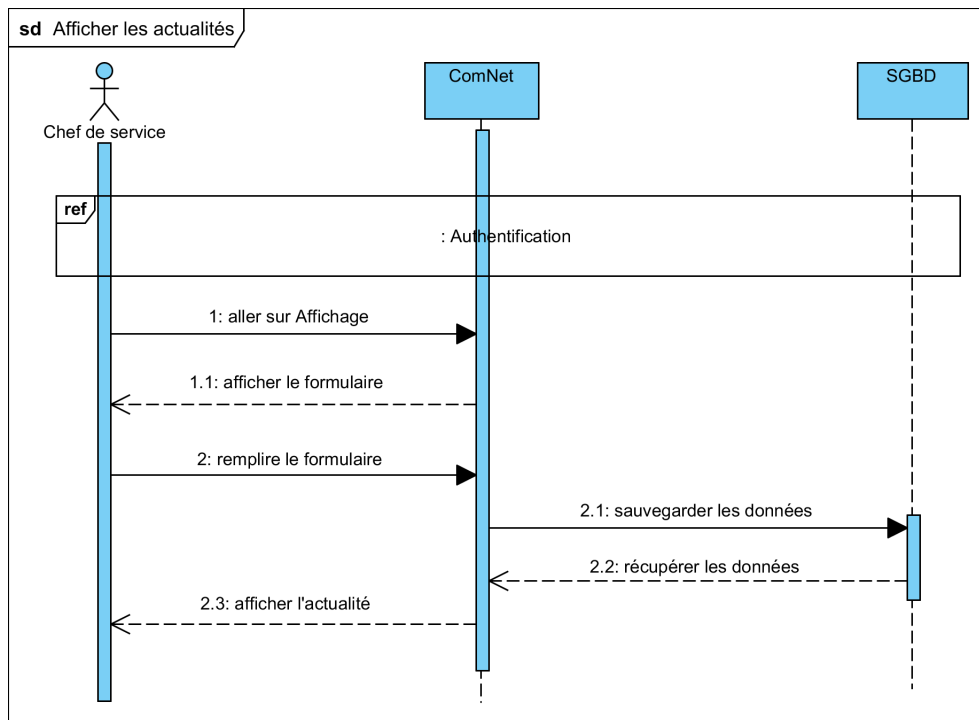 sd Afficher les actualités
Chef de service
ComNet
SGBD
ref
: Authentification
1: aller sur Affichage
1.1: afficher le formulaire
2: remplire le formulaire
2.1: sauvegarder les données
2.2: récupérer les données
2.3: afficher l'actualité